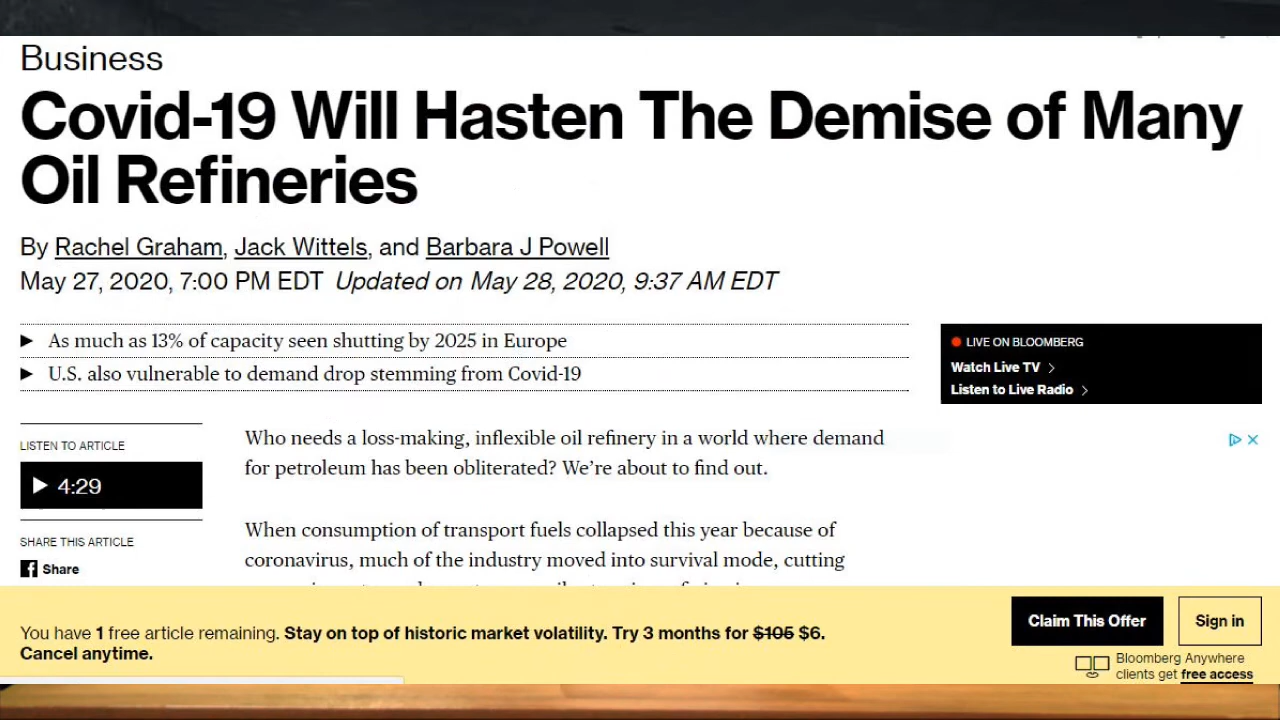 Business
Covid-19 Will Hasten The Demise of Many
Oil Refineries
By Rachel Graham, Jack Wittels, and Barbara J Powell
May 27, 2020, 7:00 PM EDT Updated on May 28, 2020, 9:37 AM EDT
► As much as 13% of capacity seen shutting by 2025 in Europe
► U.S. also vulnerable to demand drop stemming from Covid-19
LIVE ON BLOOMBERG
Watch Live TV >
Listen to Live Radio >
LISTEN TO ARTICLE
4:29
SHARE THIS ARTICLE
Share
Who needs a loss-making, inflexible oil refinery in a world where demand
for petroleum has been obliterated? We’re about to find out.
When consumption of transport fuels collapsed this year because of
coronavirus, much of the industry moved into survival mode, cutting
You have 1 free article remaining. Stay on top of historic market volatility. Try 3 months for $105 $6.
Cancel anytime.
Claim This Offer
Sign in
Bloomberg Anywhere
clients get free access